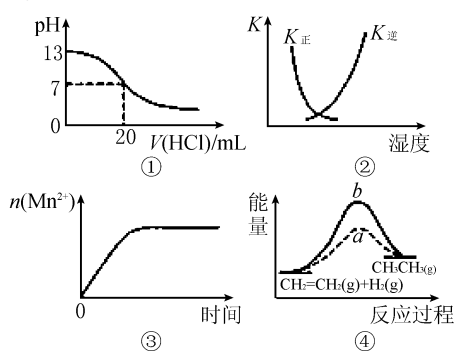 pH
13
7
0
20
V(HCl)/mL
①
K
K正
K逆
湿度
②
n(Mn²⁺)
0
时间
③
能量
b
a
CH₃CH₃(g)
CH₂=CH₂(g)+H₂(g)
反应过程
④